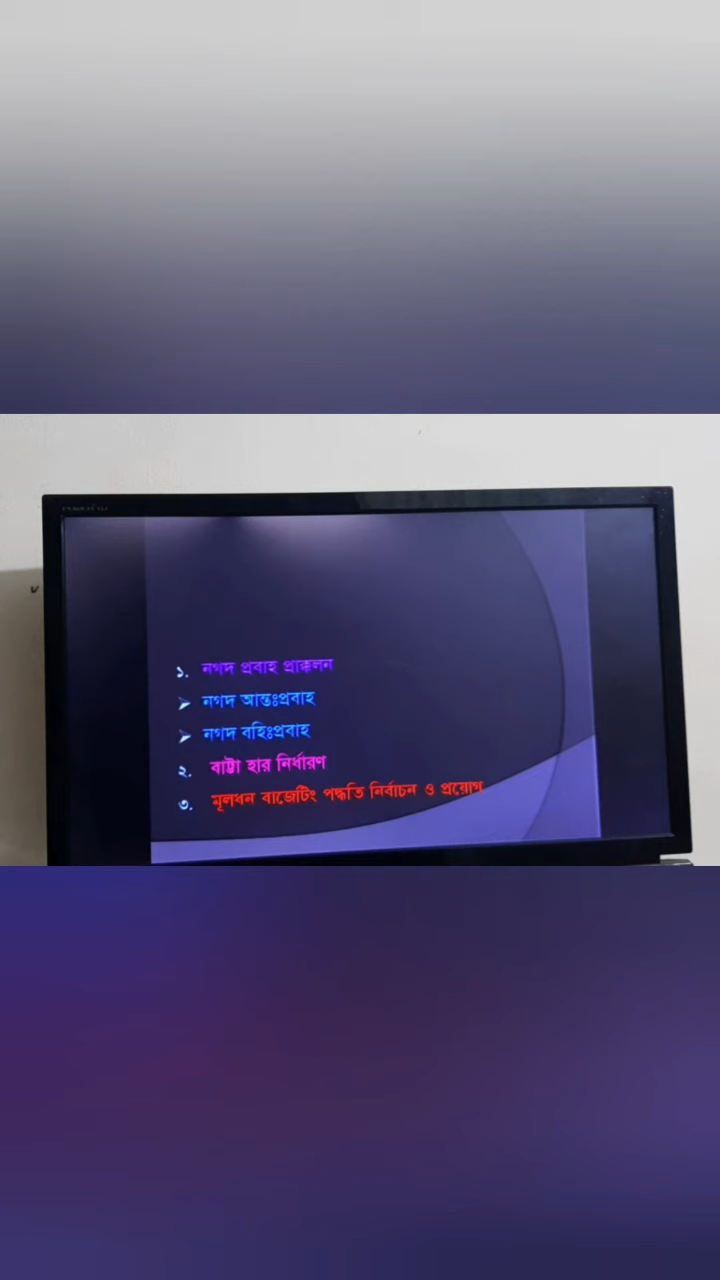 ১. নগদ প্রবাহ প্রাক্কলন
➢ নগদ আন্তঃপ্রবাহ
➢ নগদ বহিঃপ্রবাহ
২. বাট্টা হার নির্ধারণ
৩. মূলধন বাজেটিং পদ্ধতি নির্বাচন ও প্রয়োগ